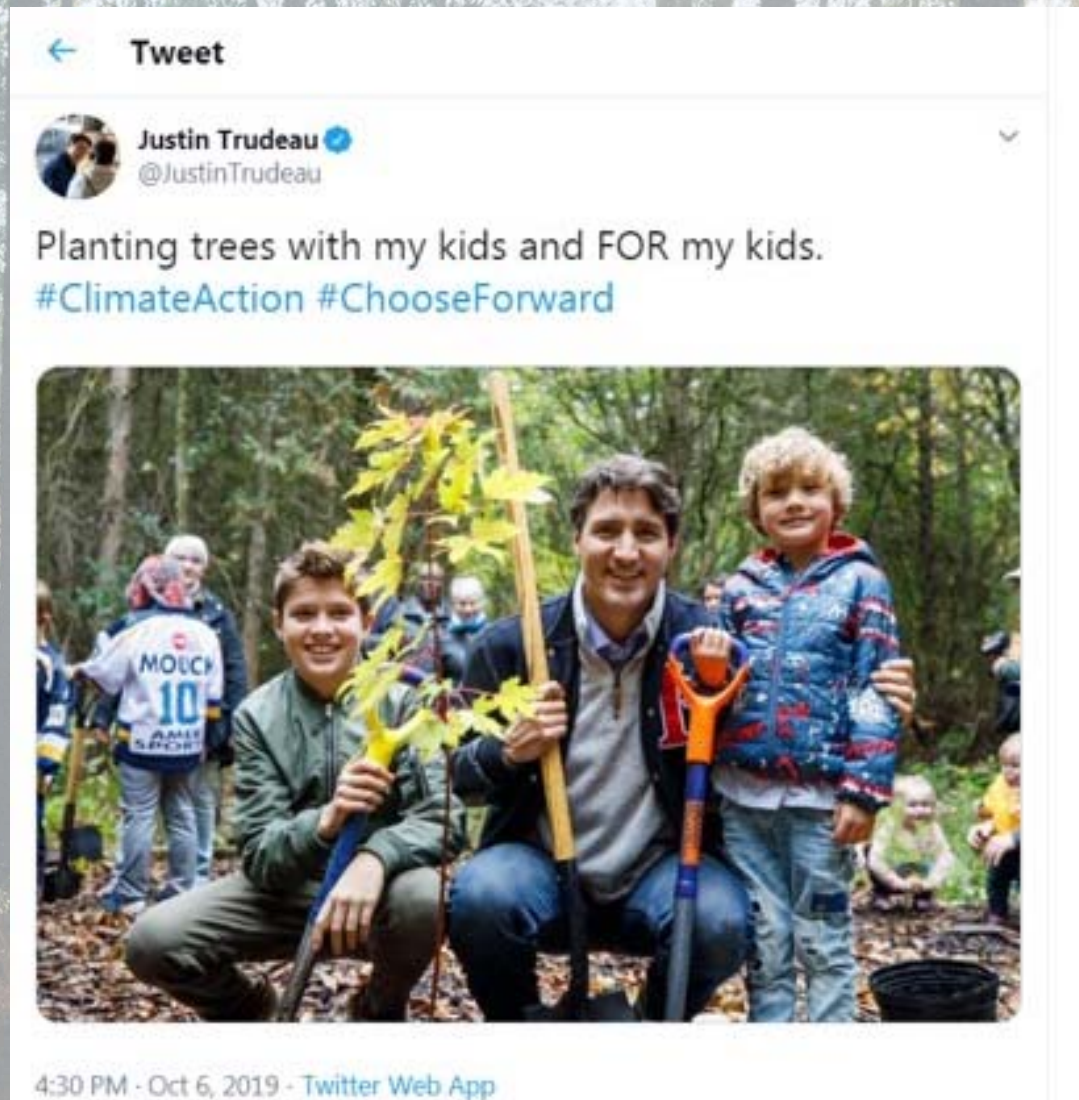 Tweet
Justin Trudeau
@JustinTrudeau
Planting trees with my kids and FOR my kids.
#ClimateAction #ChooseForward
MOUCH
10
SPORT
4:30 PM · Oct 6, 2019 · Twitter Web App